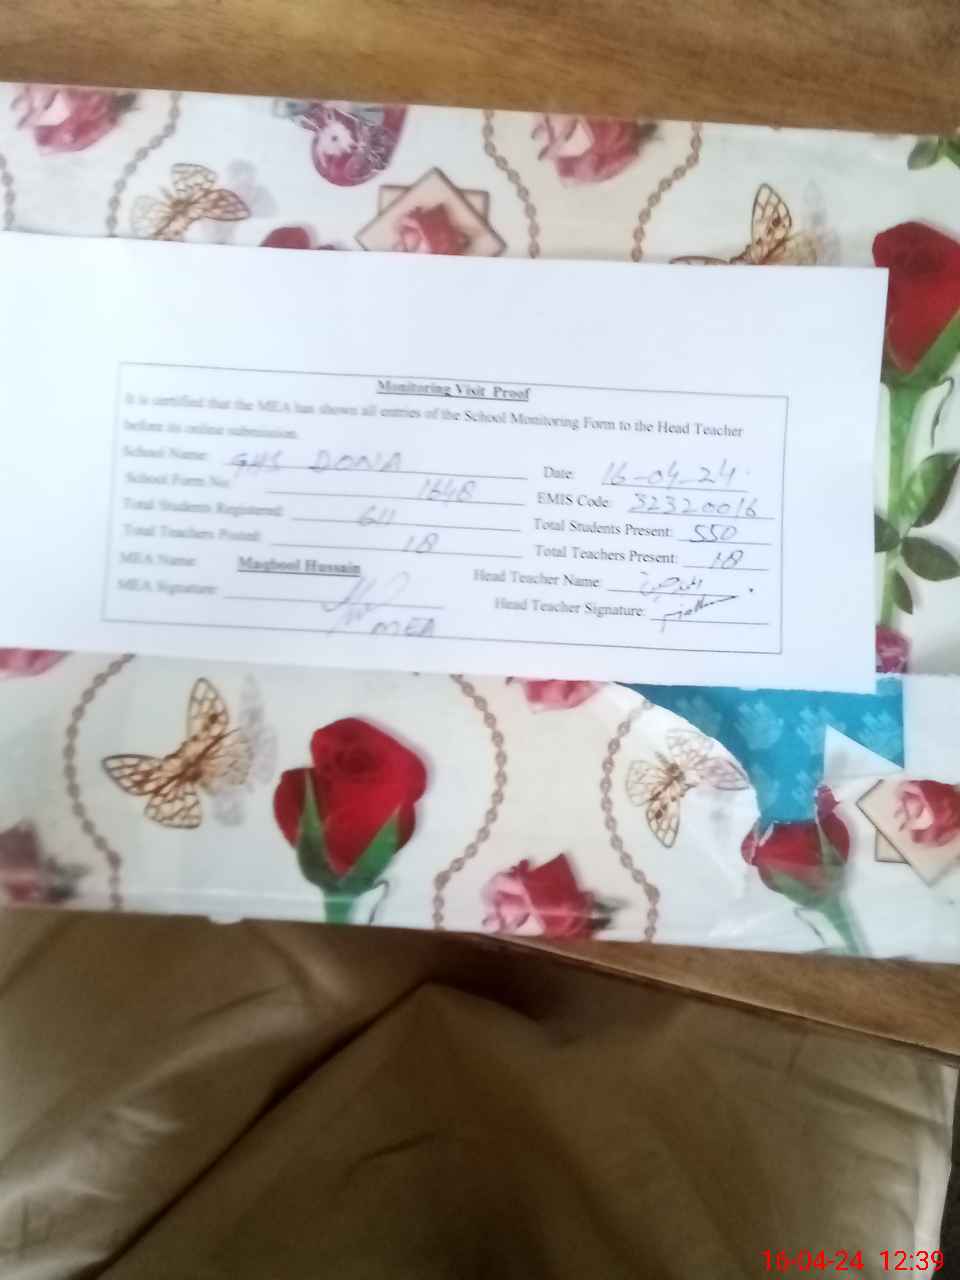 Monitoring Visit Proof
It is certified that the MEA has shown all entries of the School Monitoring Form to the Head Teacher
before its online submission.
School Name: GHS DONA Date: 16-04-24.
School Form No: 1648 EMIS Code: 32320016
Total Students Registered: 611 Total Students Present: 550
Total Teachers Posted: 18 Total Teachers Present: 18
MEA Name: Maqbool Hussain Head Teacher Name:
MEA Signature: Head Teacher Signature:
MEA
16-04-24 12:39